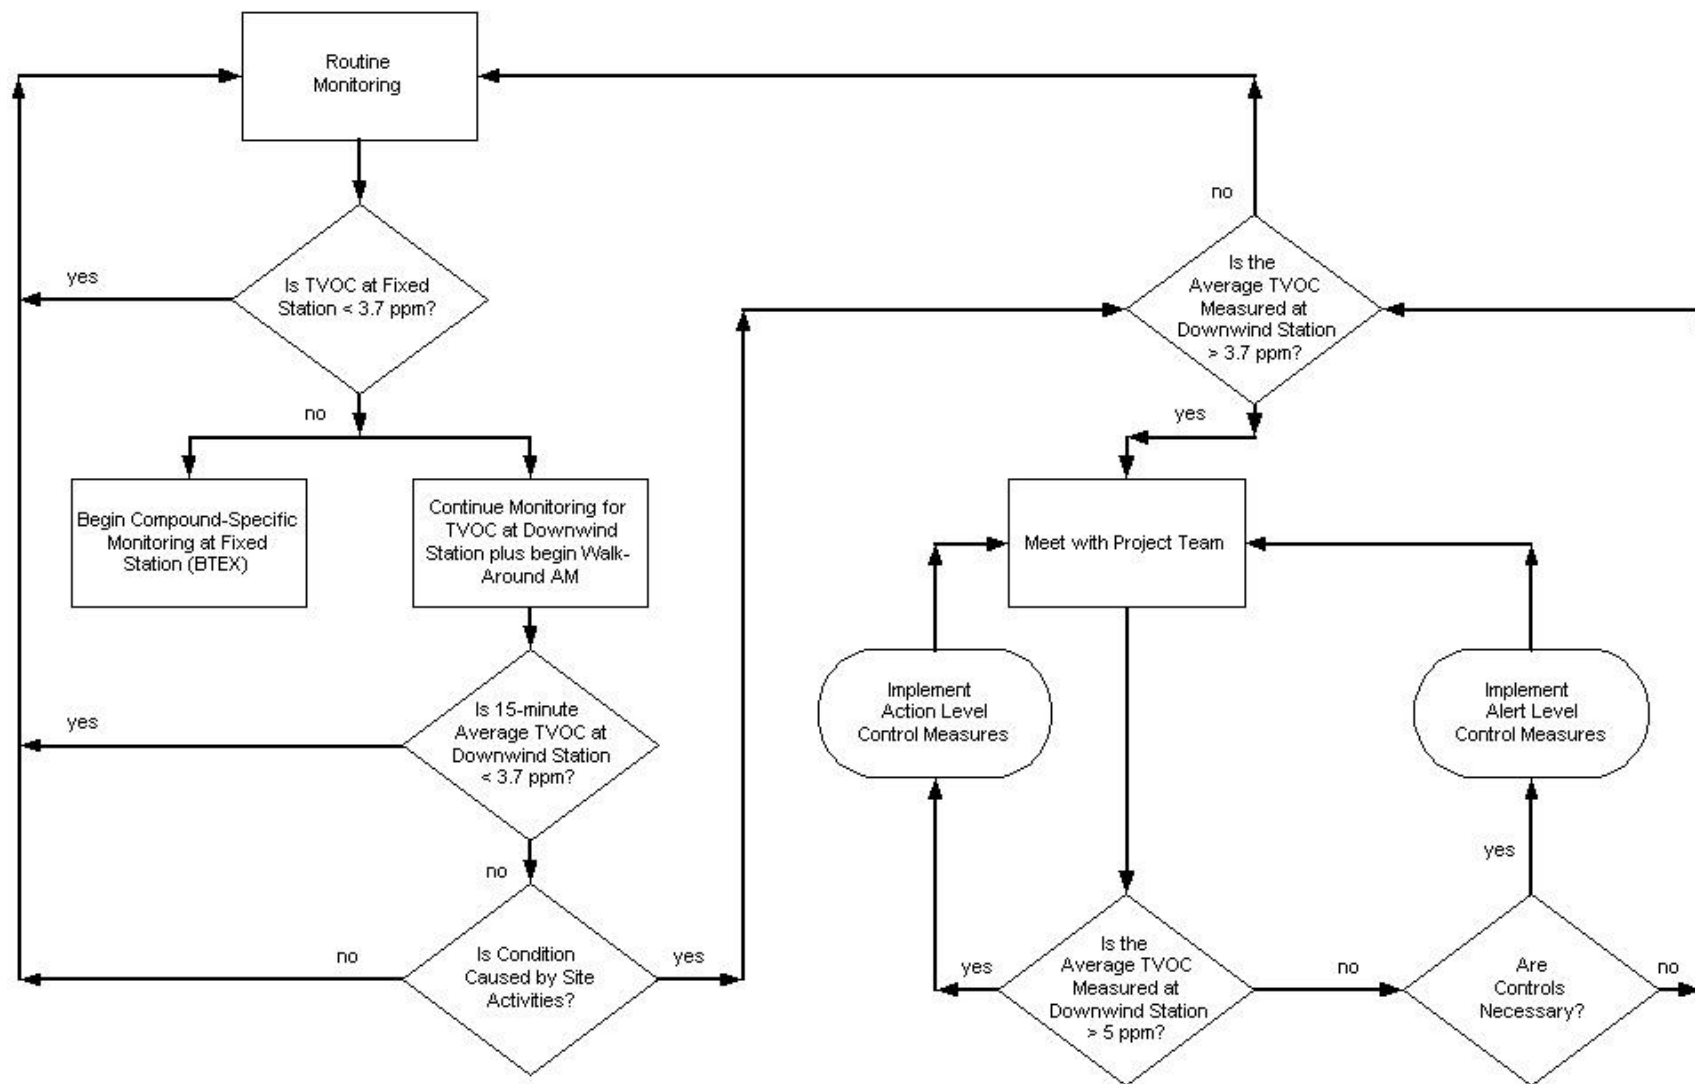 Routine
Monitoring
no
yes
Is TVOC at Fixed
Station < 3.7 ppm?
Is the
Average TVOC
Measured at
Downwind Station
> 3.7 ppm?
no
yes
Begin Compound-Specific
Monitoring at Fixed
Station (BTEX)
Continue Monitoring for
TVOC at Downwind
Station plus begin Walk-
Around AM
Meet with Project Team
yes
Is 15-minute
Average TVOC at
Downwind Station
< 3.7 ppm?
Implement
Action Level
Control Measures
Implement
Alert Level
Control Measures
no
yes
no
Is Condition
Caused by Site
Activities?
yes
yes
Is the
Average TVOC
Measured at
Downwind Station
> 5 ppm?
no
Are
Controls
Necessary?
no